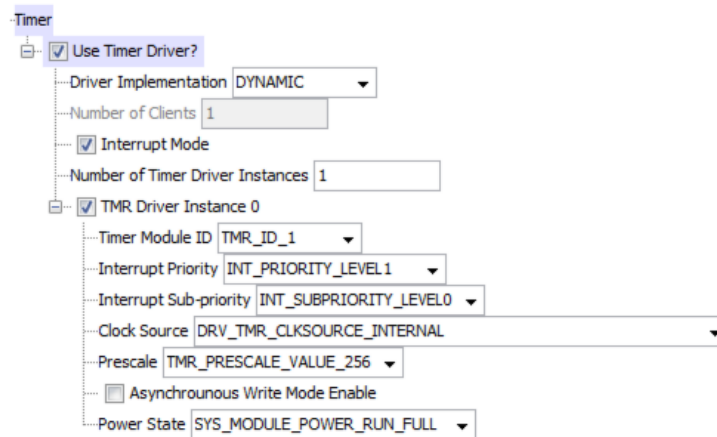 Timer
Use Timer Driver?
Driver Implementation DYNAMIC
Number of Clients 1
Interrupt Mode
Number of Timer Driver Instances 1
TMR Driver Instance 0
Timer Module ID TMR_ID_1
Interrupt Priority INT_PRIORITY_LEVEL1
Interrupt Sub-priority INT_SUBPRIORITY_LEVEL0
Clock Source DRV_TMR_CLKSOURCE_INTERNAL
Prescale TMR_PRESCALE_VALUE_256
Asynchrounous Write Mode Enable
Power State SYS_MODULE_POWER_RUN_FULL